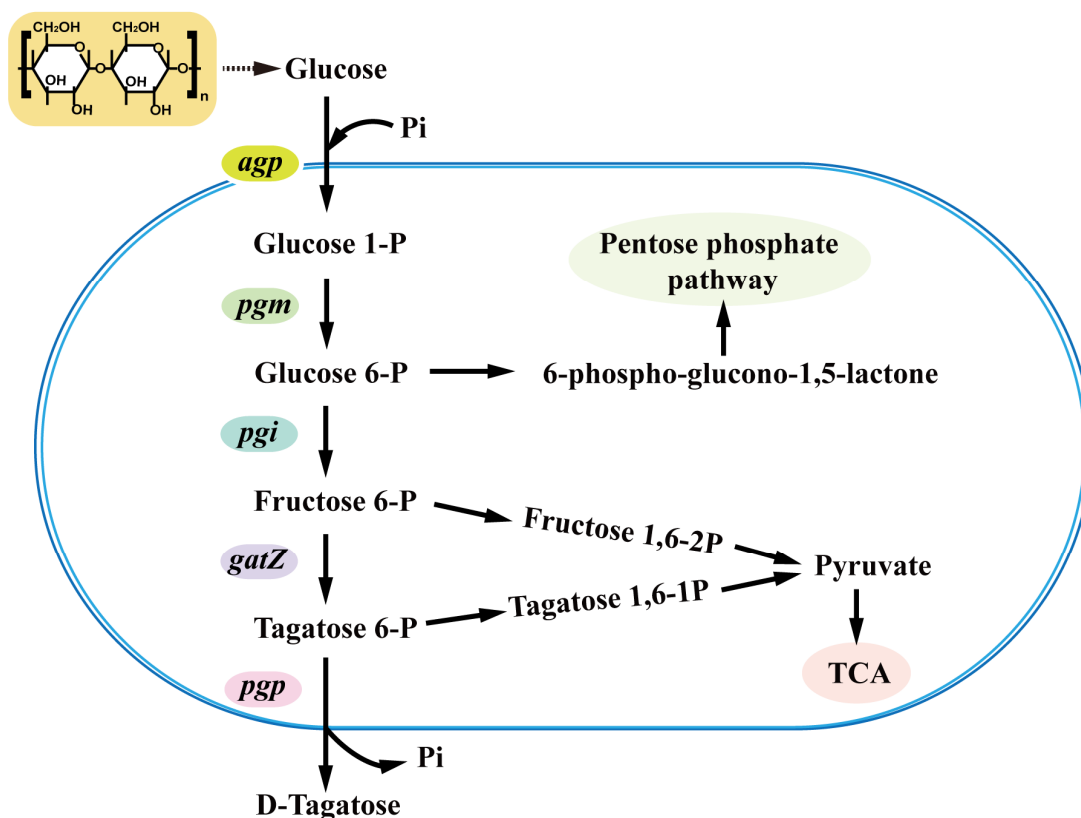 CH₂OH CH₂OH
O O
O O
OH OH
OH OH
n
Glucose
Pi
agp
Glucose 1-P
Pentose phosphate
pathway
pgm
Glucose 6-P
6-phospho-glucono-1,5-lactone
pgi
Fructose 6-P
Fructose 1,6-2P
gatZ
Pyruvate
Tagatose 1,6-1P
Tagatose 6-P
TCA
pgp
Pi
D-Tagatose